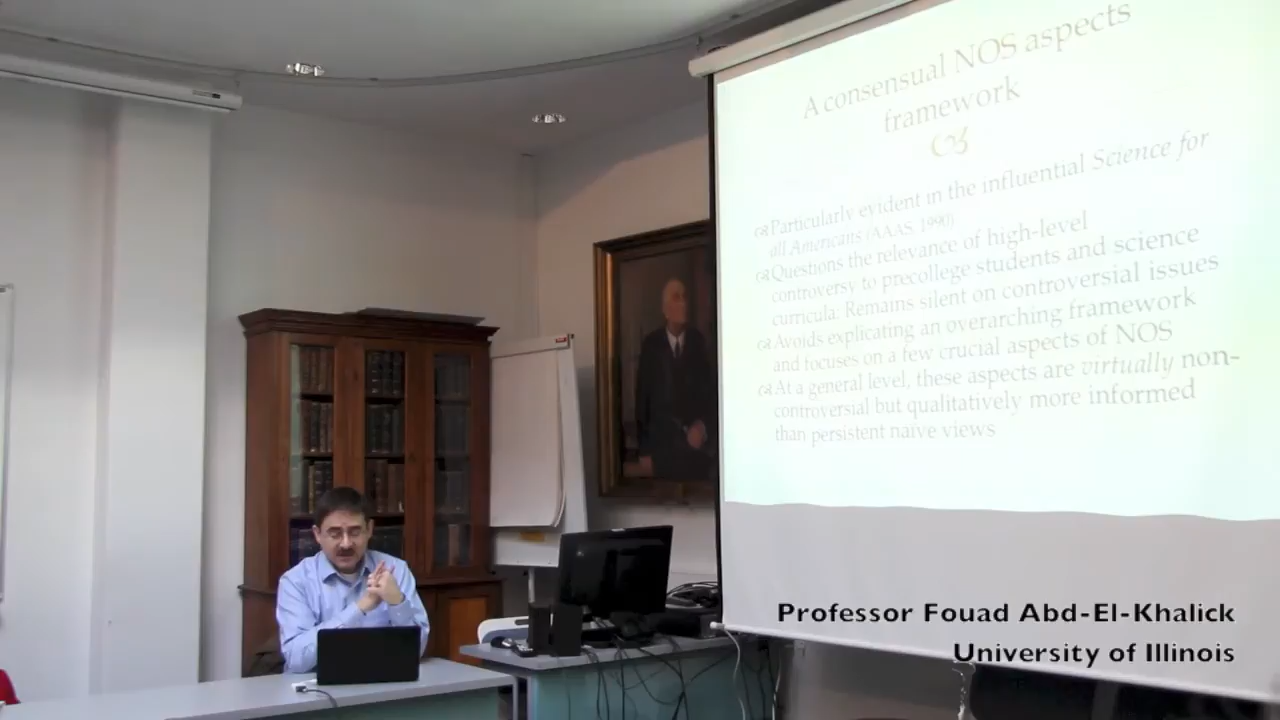 A consensual NOS aspects
framework
Particularly evident in the influential Science for
all Americans (AAAS, 1990)
Questions the relevance of high-level
controversy to precollege students and science
curricula: Remains silent on controversial issues
Avoids explicating an overarching framework
and focuses on a few crucial aspects of NOS
At a general level, these aspects are virtually non-
controversial but qualitatively more informed
than persistent naïve views
Professor Fouad Abd-El-Khalick
University of Illinois